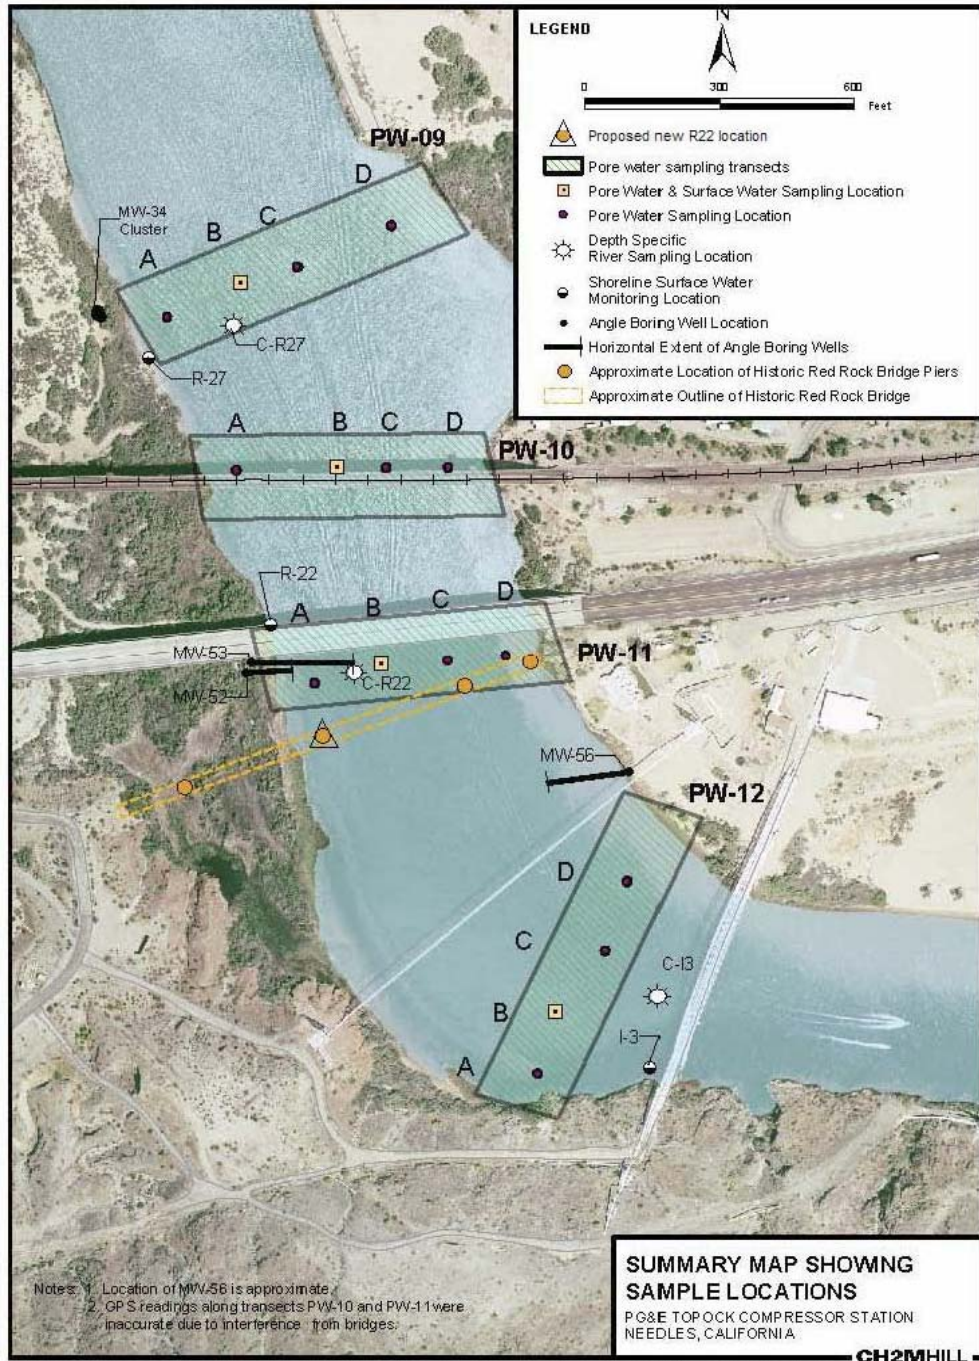 LEGEND
N
0 300 600
Feet
Proposed new R22 location
Pore water sampling transects
Pore Water & Surface Water Sampling Location
Pore Water Sampling Location
Depth Specific
River Sampling Location
Shoreline Surface Water
Monitoring Location
Angle Boring Well Location
Horizontal Extent of Angle Boring Wells
Approximate Location of Historic Red Rock Bridge Piers
Approximate Outline of Historic Red Rock Bridge
PW-09
D
C
B
A
MW-34
Cluster
C-R27
R-27
A B C D
PW-10
R-22
A B C D
MW-53
PW-11
C-R22
MW-52
MW-56
PW-12
D
C
C-I3
B
I-3
A
Notes: 1. Location of MW-56 is approximate.
2. GPS readings along transects PW-10 and PW-11 were
inaccurate due to interference from bridges.
SUMMARY MAP SHOWING
SAMPLE LOCATIONS
PG&E TOPOCK COMPRESSOR STATION
NEEDLES, CALIFORNIA
CH2MHILL